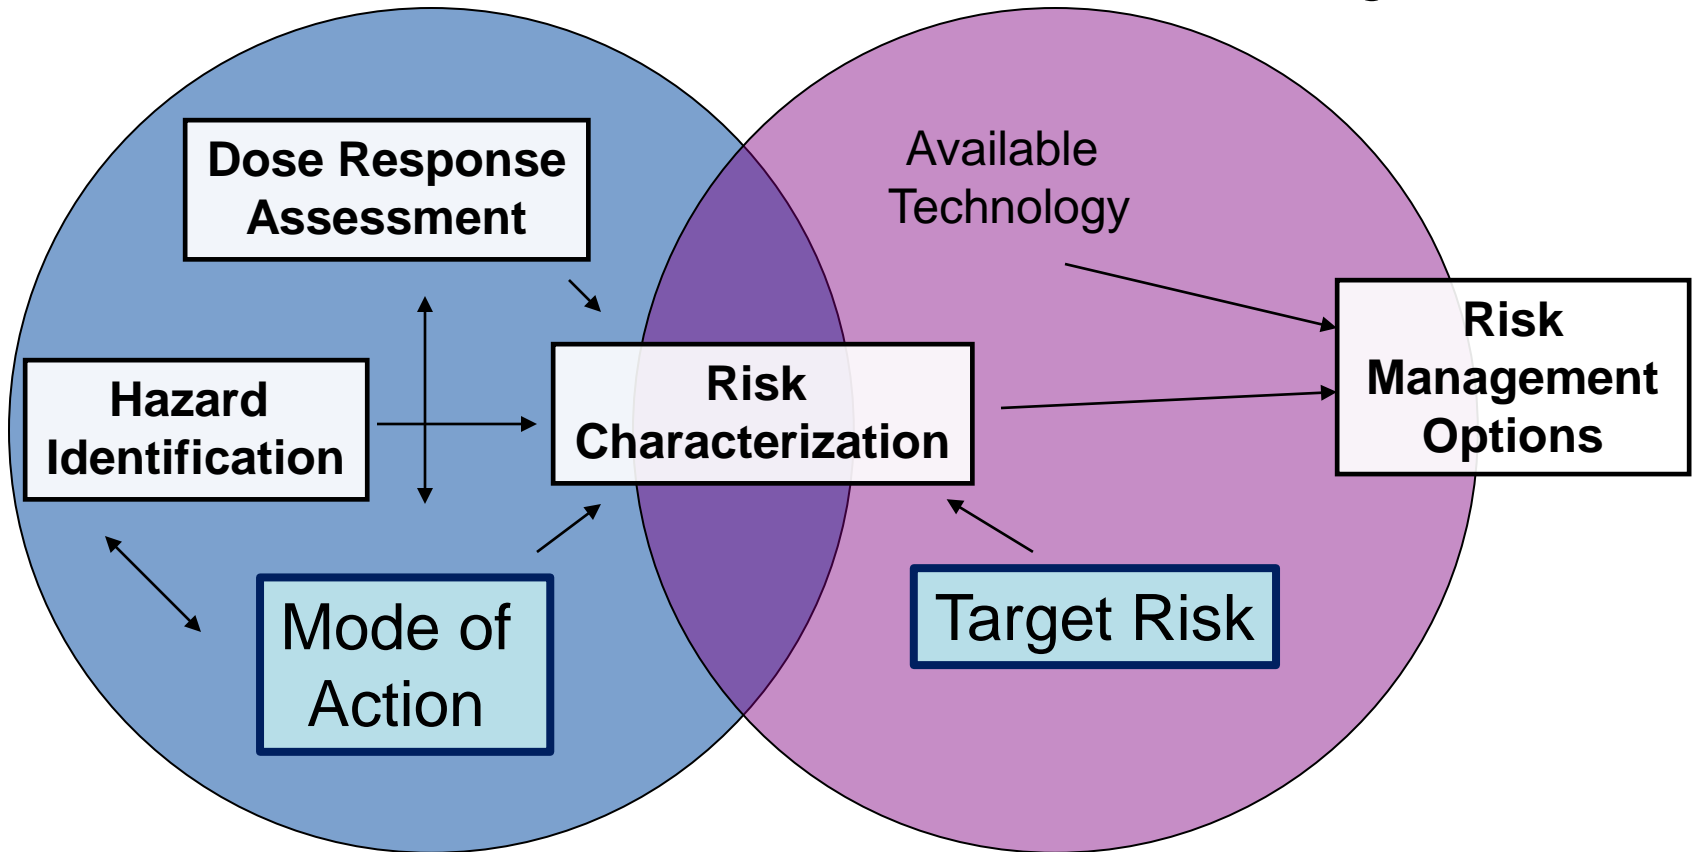 Dose Response
Assessment
Available
Technology
Hazard
Identification
Risk
Characterization
Risk
Management
Options
Mode of
Action
Target Risk